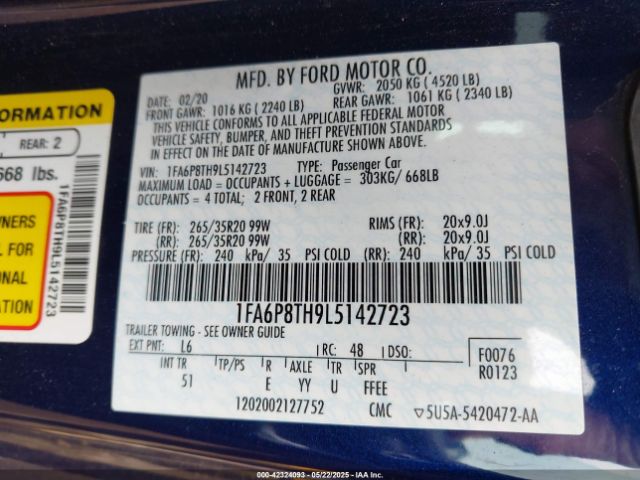 ORMATION
REAR: 2
668 lbs.
WNERS
L FOR
ONAL
ATION
1FA6P8TH9L5142723
MFD. BY FORD MOTOR CO.
DATE: 02/20 GVWR: 2050 KG ( 4520 LB)
FRONT GAWR: 1016 KG ( 2240 LB) REAR GAWR: 1061 KG ( 2340 LB)
THIS VEHICLE CONFORMS TO ALL APPLICABLE FEDERAL MOTOR
VEHICLE SAFETY, BUMPER, AND THEFT PREVENTION STANDARDS
IN EFFECT ON THE DATE OF MANUFACTURE SHOWN ABOVE.
VIN: 1FA6P8TH9L5142723 TYPE: Passenger Car
MAXIMUM LOAD = OCCUPANTS + LUGGAGE = 303KG/ 668LB
OCCUPANTS = 4 TOTAL; 2 FRONT, 2 REAR
TIRE (FR): 265/35R20 99W RIMS (FR): 20x9.0J
(RR): 265/35R20 99W (RR): 20x9.0J
PRESSURE (FR): 240 kPa/ 35 PSI COLD (RR): 240 kPa/ 35 PSI COLD
1FA6P8TH9L5142723
TRAILER TOWING - SEE OWNER GUIDE
EXT PNT: L6 RC: 48 DSO: F0076
INT TR TP/PS R AXLE TR SPR R0123
51 E YY U FFEE
1202002127752 CMC ▽5U5A-5420472-AA
000-42324093 - 05/22/2025 - IAA, Inc.